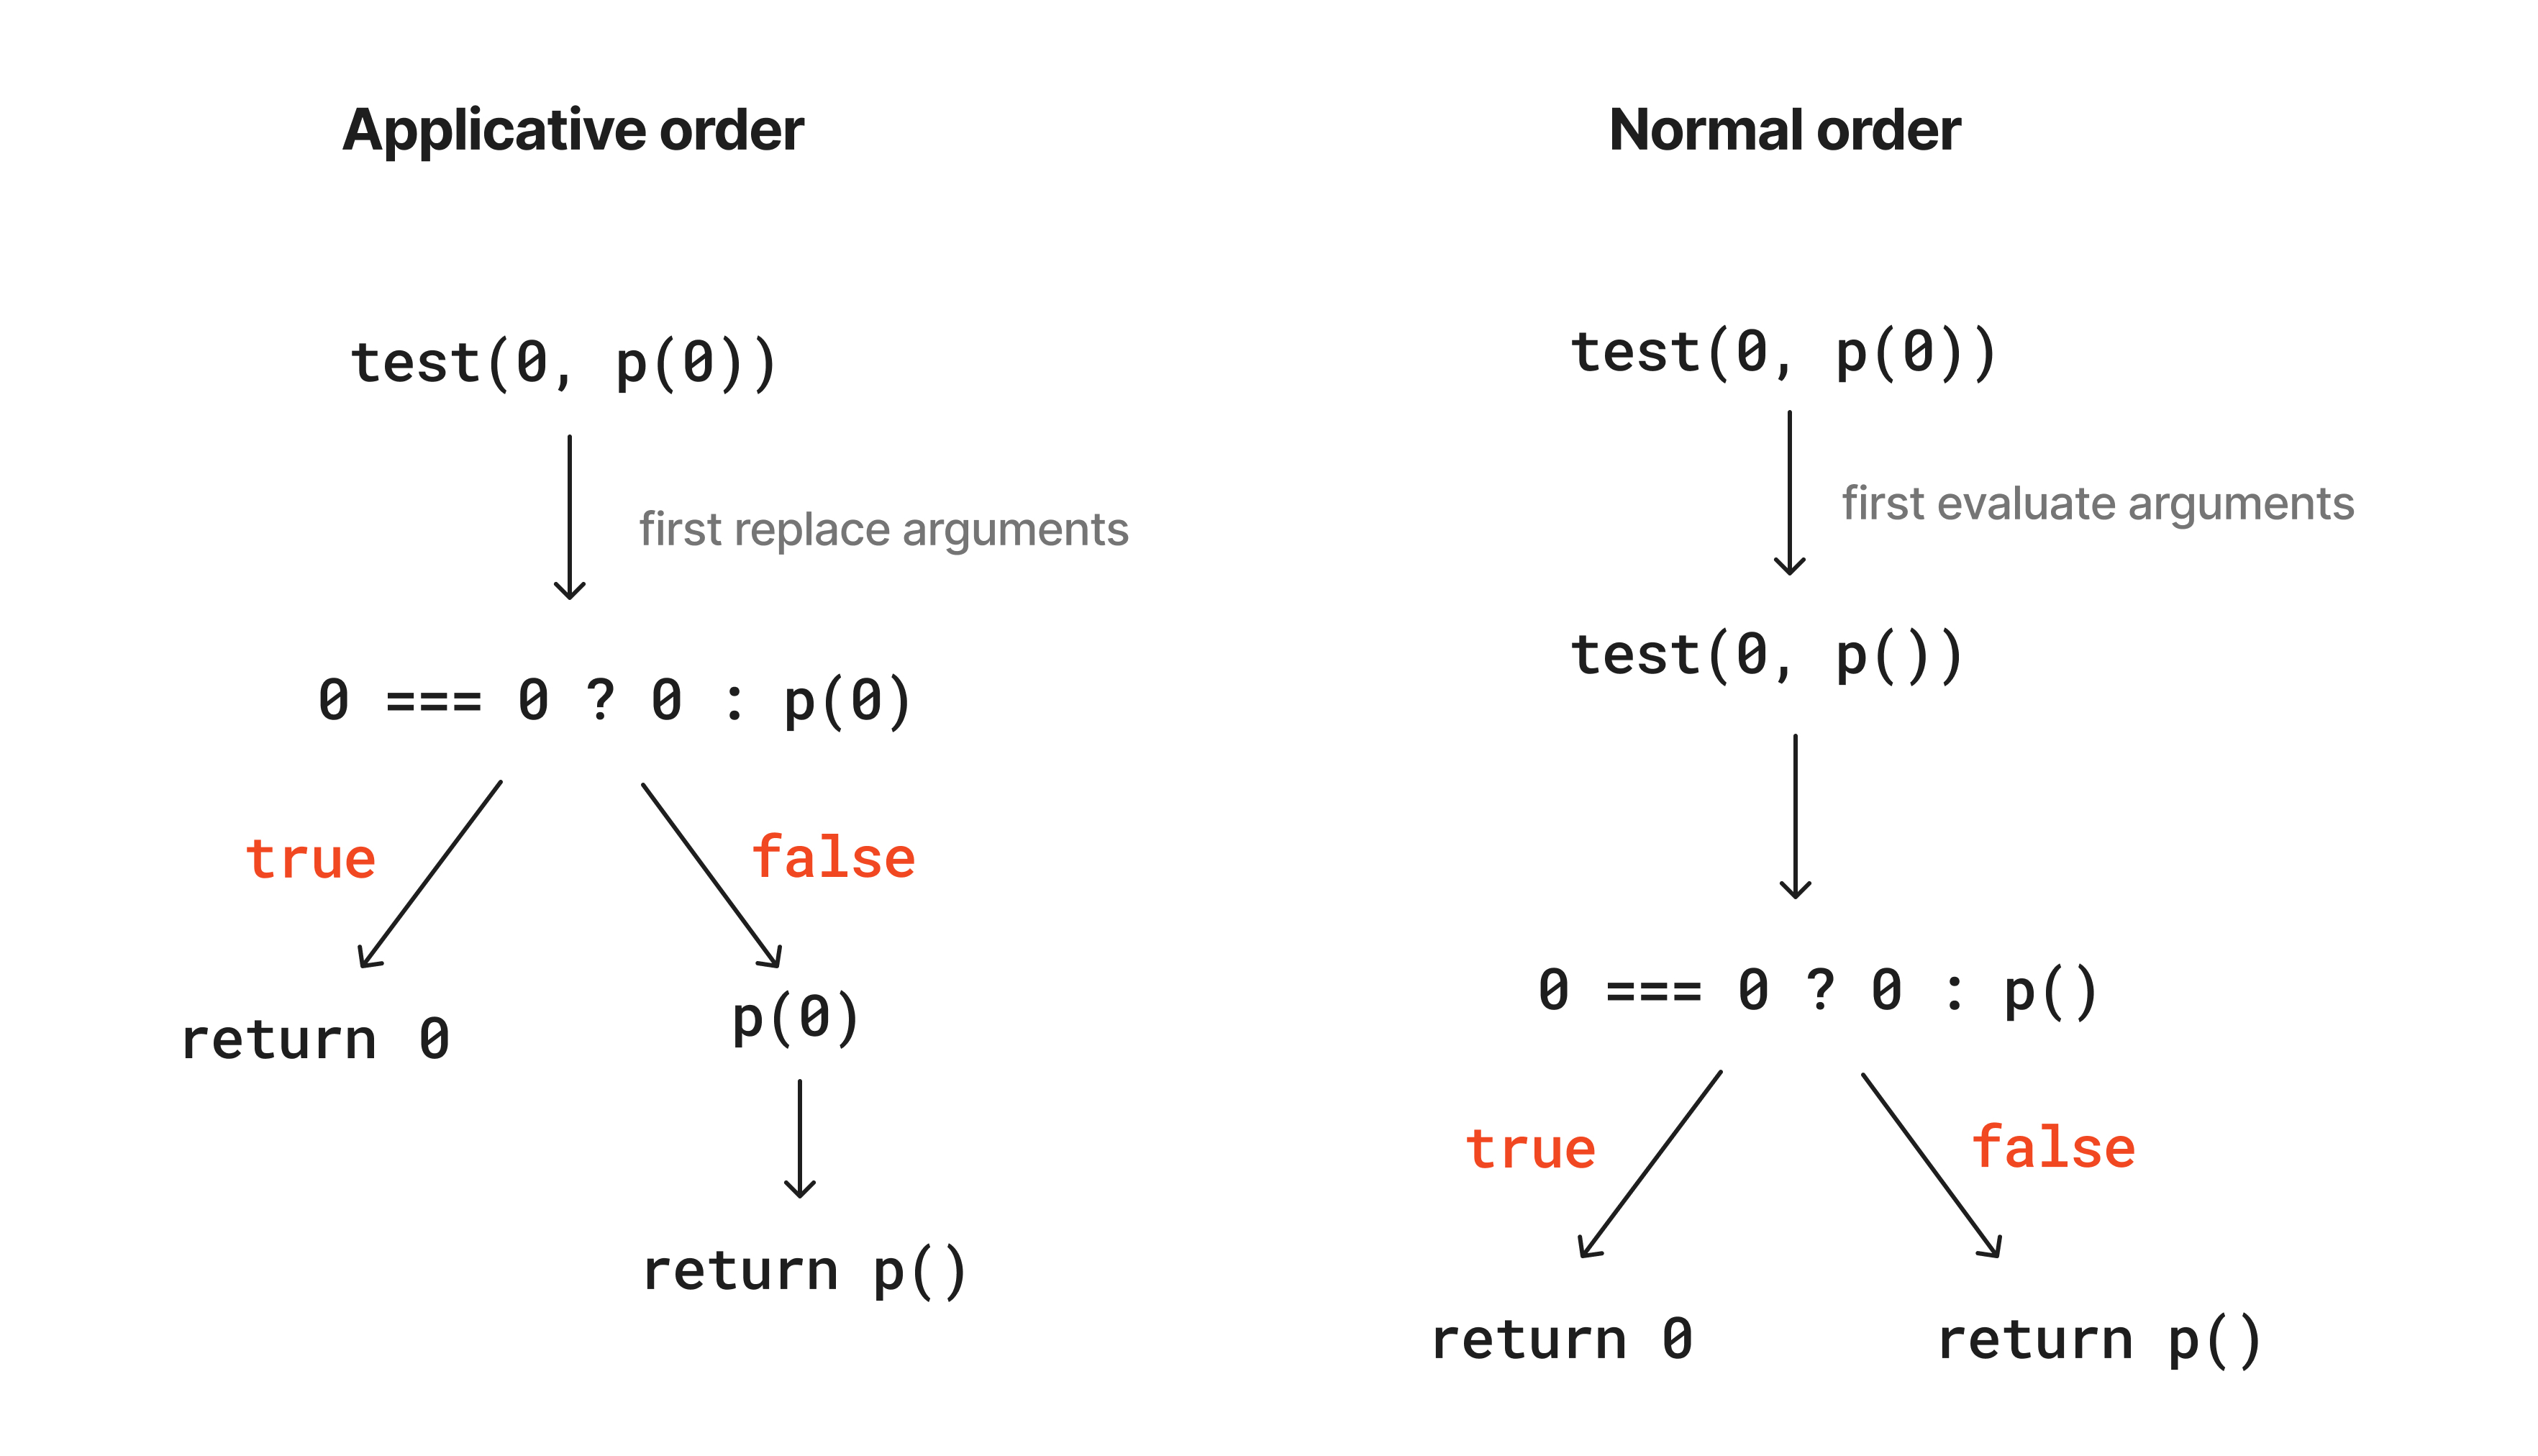 Applicative order
test(0, p(0))
first replace arguments
0 === 0 ? 0 : p(0)
true
false
return 0
p(0)
return p()
Normal order
test(0, p(0))
first evaluate arguments
test(0, p())
0 === 0 ? 0 : p()
true
false
return 0
return p()